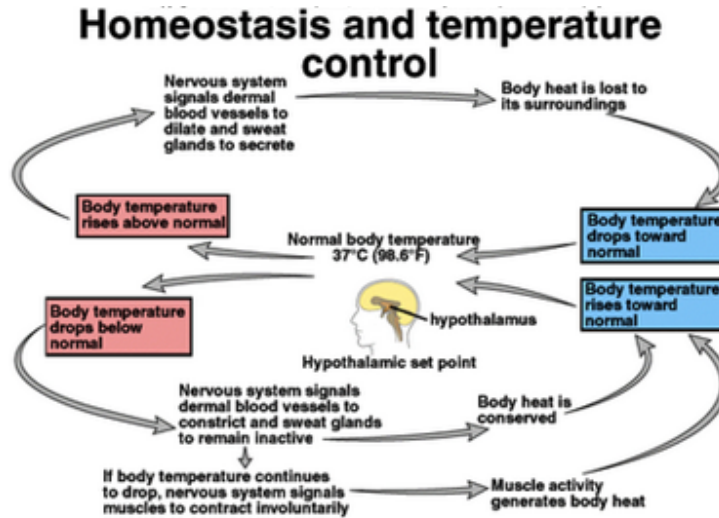 Homeostasis and temperature
control
Nervous system
signals dermal
blood vessels to
dilate and sweat
glands to secrete
Body heat is lost to
its surroundings
Body temperature
rises above normal
Normal body temperature
37°C (98.6°F)
Body temperature
drops toward
normal
Body temperature
drops below
normal
hypothalamus
Hypothalamic set point
Body temperature
rises toward
normal
Nervous system signals
dermal blood vessels to
constrict and sweat glands
to remain inactive
Body heat is
conserved
If body temperature continues
to drop, nervous system signals
muscles to contract involuntarily
Muscle activity
generates body heat